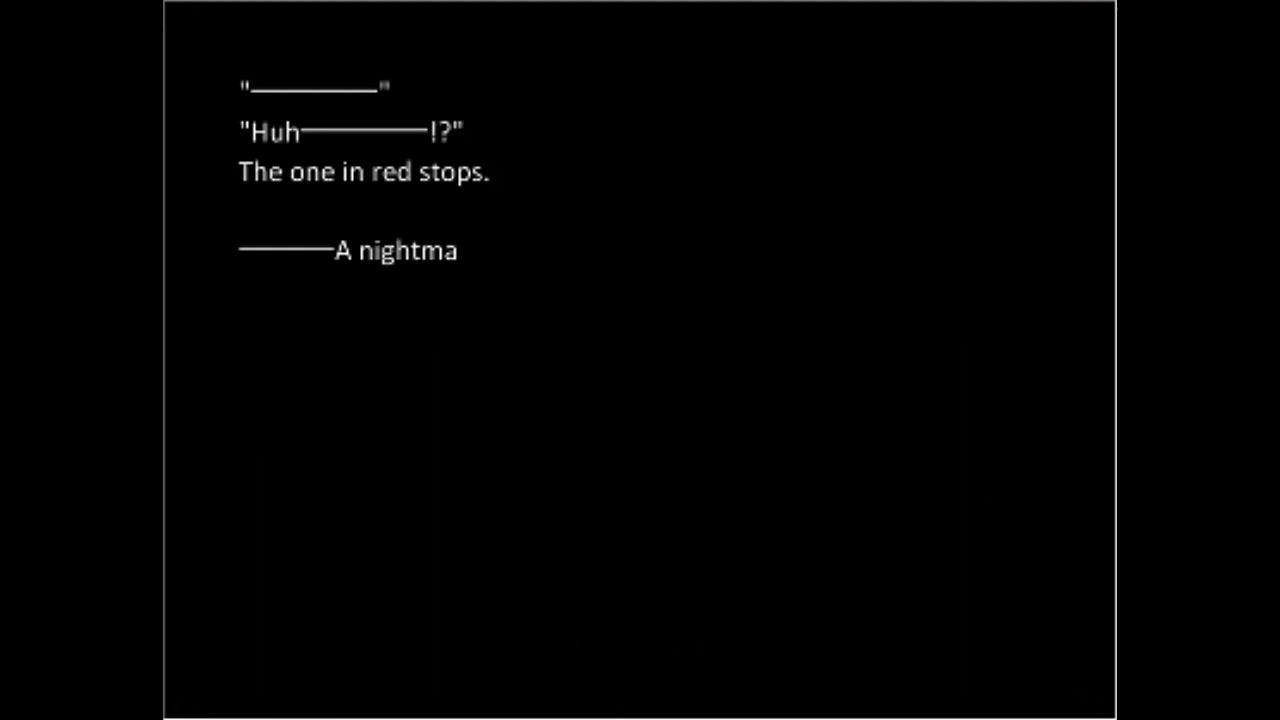 "————"
"Huh————!?"
The one in red stops.
———A nightma